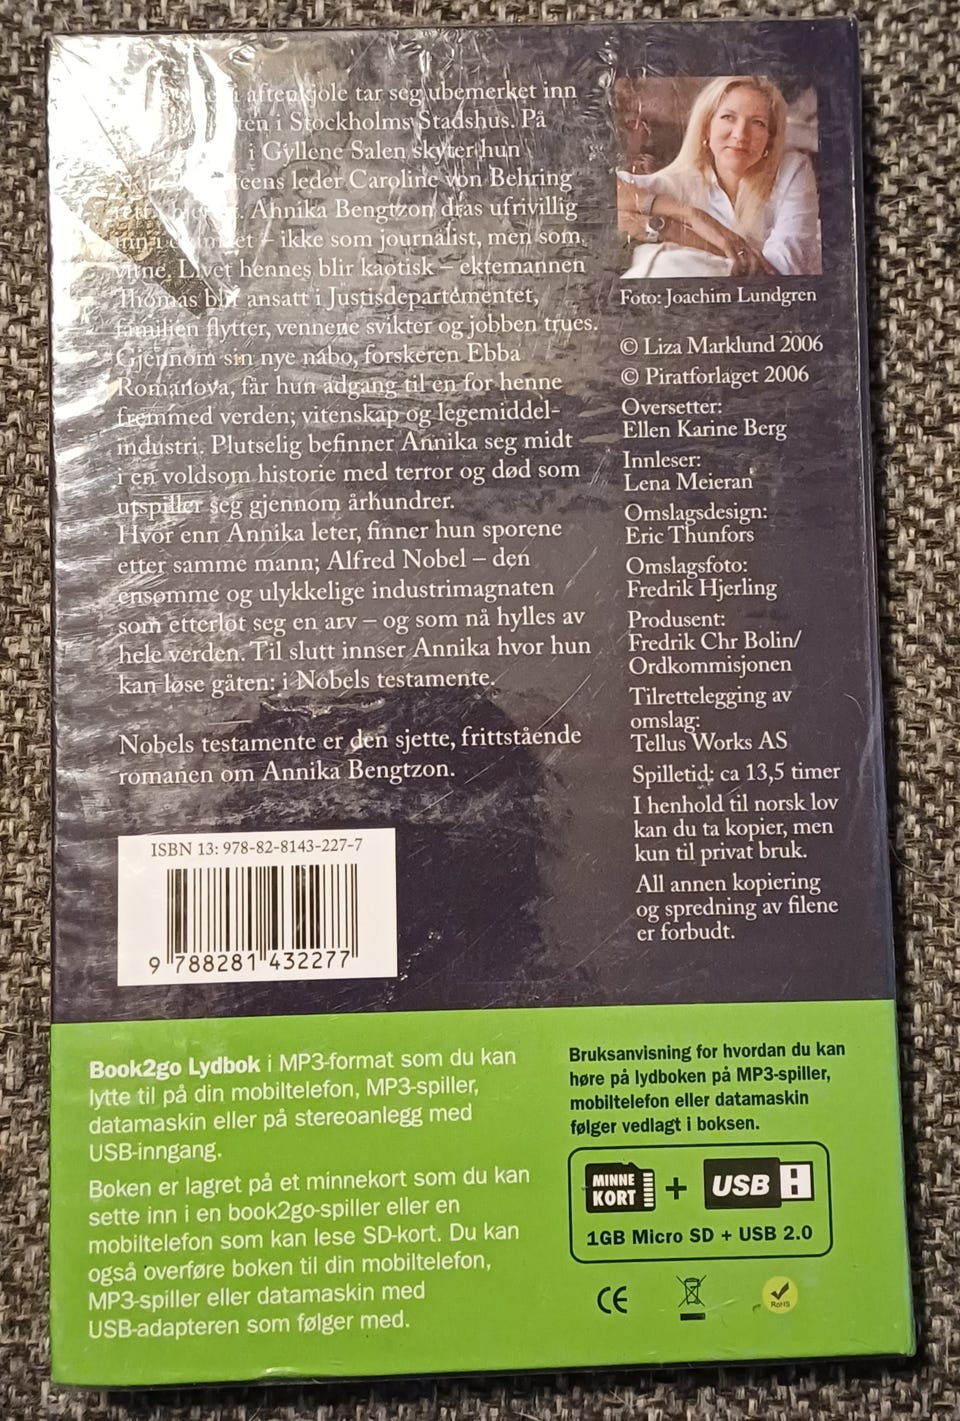 i aftenkjole tar seg ubemerket inn
i Stockholms Stadshus. På
i Gyllene Salen skyter hun
leder Caroline von Behring
Annika Bengtzon dras ufrivillig
inn i – ikke som journalist, men som
vitne. Livet hennes blir kaotisk – ektemannen
Thomas blir ansatt i Justisdepartementet,
familien flytter, vennene svikter og jobben trues.
Gjennom sin nye nabo, forskeren Ebba
Romanova, får hun adgang til en for henne
fremmed verden; vitenskap og legemiddel-
industri. Plutselig befinner Annika seg midt
i en voldsom historie med terror og død som
utspiller seg gjennom århundrer.
Hvor enn Annika leter, finner hun sporene
etter samme mann; Alfred Nobel – den
ensomme og ulykkelige industrimagnaten
som etterlot seg en arv – og som nå hylles av
hele verden. Til slutt innser Annika hvor hun
kan løse gåten: i Nobels testamente.
Nobels testamente er den sjette, frittstående
romanen om Annika Bengtzon.
ISBN 13: 978-82-8143-227-7
9 788281 432277
Foto: Joachim Lundgren
© Liza Marklund 2006
© Piratforlaget 2006
Oversetter:
Ellen Karine Berg
Innleser:
Lena Meieran
Omslagsdesign:
Eric Thunfors
Omslagsfoto:
Fredrik Hjerling
Produsent:
Fredrik Chr Bolin/
Ordkommisjonen
Tilrettelegging av
omslag:
Tellus Works AS
Spilletid: ca 13,5 timer
I henhold til norsk lov
kan du ta kopier, men
kun til privat bruk.
All annen kopiering
og spredning av filene
er forbudt.
Book2go Lydbok i MP3-format som du kan
lytte til på din mobiltelefon, MP3-spiller,
datamaskin eller på stereoanlegg med
USB-inngang.
Boken er lagret på et minnekort som du kan
sette inn i en book2go-spiller eller en
mobiltelefon som kan lese SD-kort. Du kan
også overføre boken til din mobiltelefon,
MP3-spiller eller datamaskin med
USB-adapteren som følger med.
Bruksanvisning for hvordan du kan
høre på lydboken på MP3-spiller,
mobiltelefon eller datamaskin
følger vedlagt i boksen.
MINNE
KORT + USB
1GB Micro SD + USB 2.0
CE
RoHS